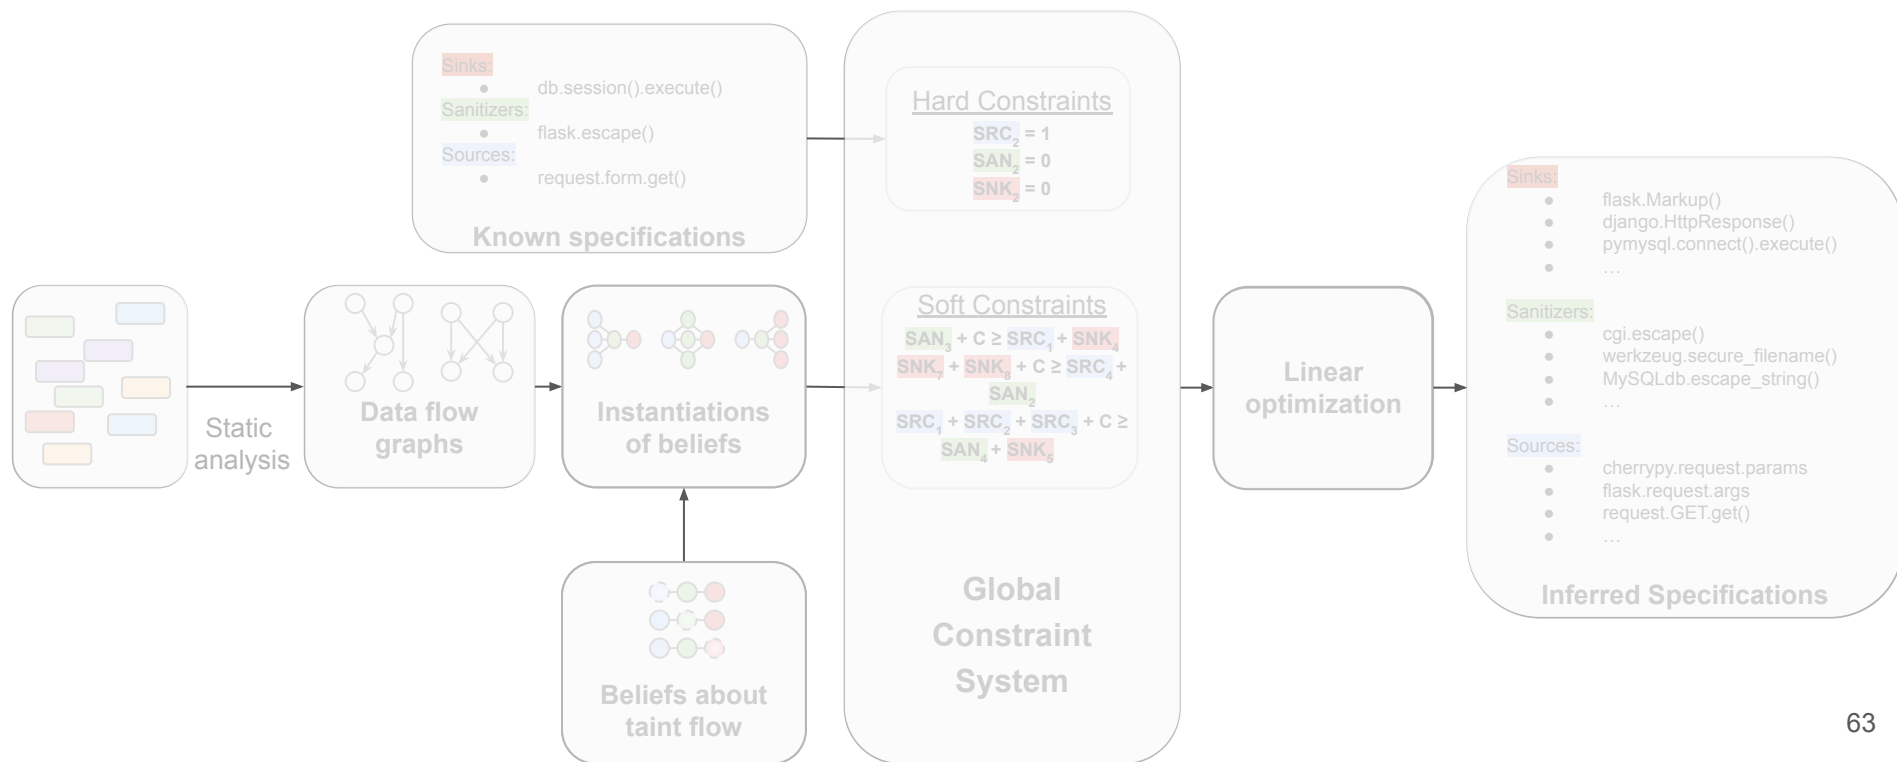 Sinks:
● db.session().execute()
Sanitizers:
● flask.escape()
Sources:
● request.form.get()
Known specifications
Static
analysis
Data flow
graphs
Instantiations
of beliefs
Beliefs about
taint flow
Hard Constraints
SRC₂ = 1
SAN₂ = 0
SNK₂ = 0
Soft Constraints
SAN₃ + C ≥ SRC₁ + SNK₄
SNK₇ + SNK₈ + C ≥ SRC₄ +
SAN₂
SRC₁ + SRC₂ + SRC₃ + C ≥
SAN₄ + SNK₅
Global
Constraint
System
Linear
optimization
Sinks:
● flask.Markup()
● django.HttpResponse()
● pymysql.connect().execute()
● …
Sanitizers:
● cgi.escape()
● werkzeug.secure_filename()
● MySQLdb.escape_string()
● …
Sources:
● cherrypy.request.params
● flask.request.args
● request.GET.get()
● …
Inferred Specifications
63